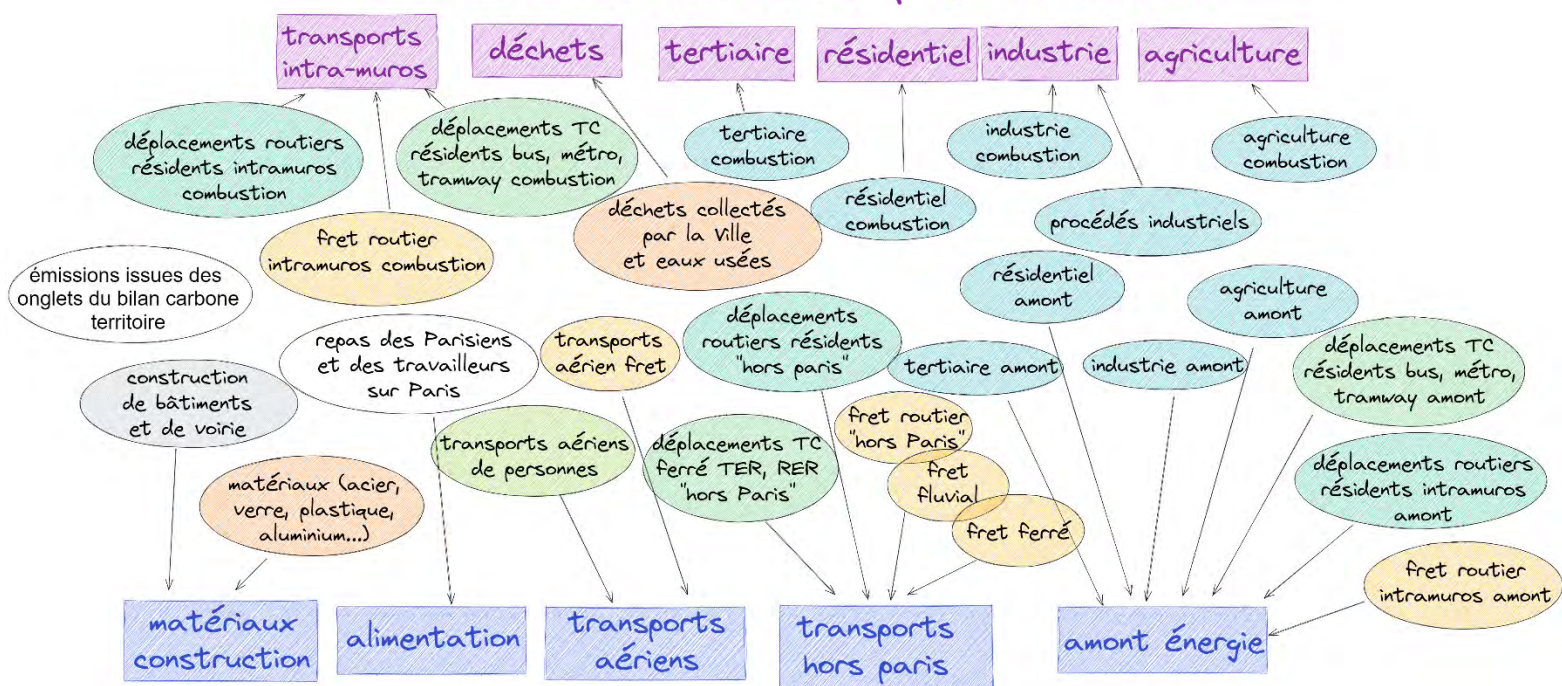 transports
intra-muros
déchets
tertiaire
résidentiel
industrie
agriculture
déplacements routiers
résidents intramuros
combustion
déplacements TC
résidents bus, métro,
tramway combustion
tertiaire
combustion
industrie
combustion
agriculture
combustion
résidentiel
combustion
fret routier
intramuros combustion
déchets collectés
par la Ville
et eaux usées
procédés industriels
émissions issues des
onglets du bilan carbone
territoire
résidentiel
amont
agriculture
amont
repas des Parisiens
et des travailleurs
sur Paris
transports
aérien fret
déplacements
routiers résidents
"hors paris"
tertiaire amont
industrie amont
déplacements TC
résidents bus, métro,
tramway amont
construction
de bâtiments
et de voirie
transports aériens
de personnes
déplacements TC
ferré TER, RER
"hors Paris"
fret routier
"hors Paris"
fret
fluvial
fret ferré
déplacements routiers
résidents intramuros
amont
matériaux (acier,
verre, plastique,
aluminium...)
fret routier
intramuros amont
matériaux
construction
alimentation
transports
aériens
transports
hors paris
amont énergie